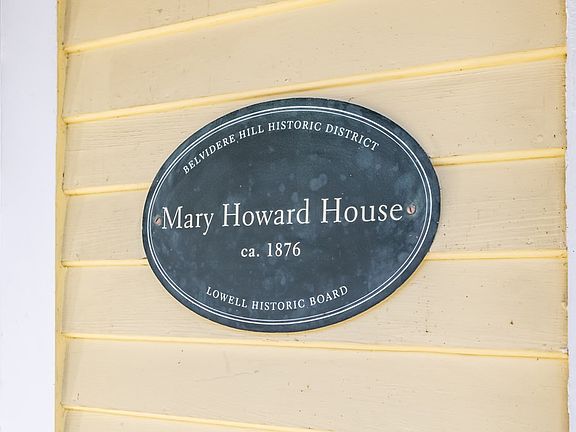 BELVIDERE HILL HISTORIC DISTRICT
Mary Howard House
ca. 1876
LOWELL HISTORIC BOARD